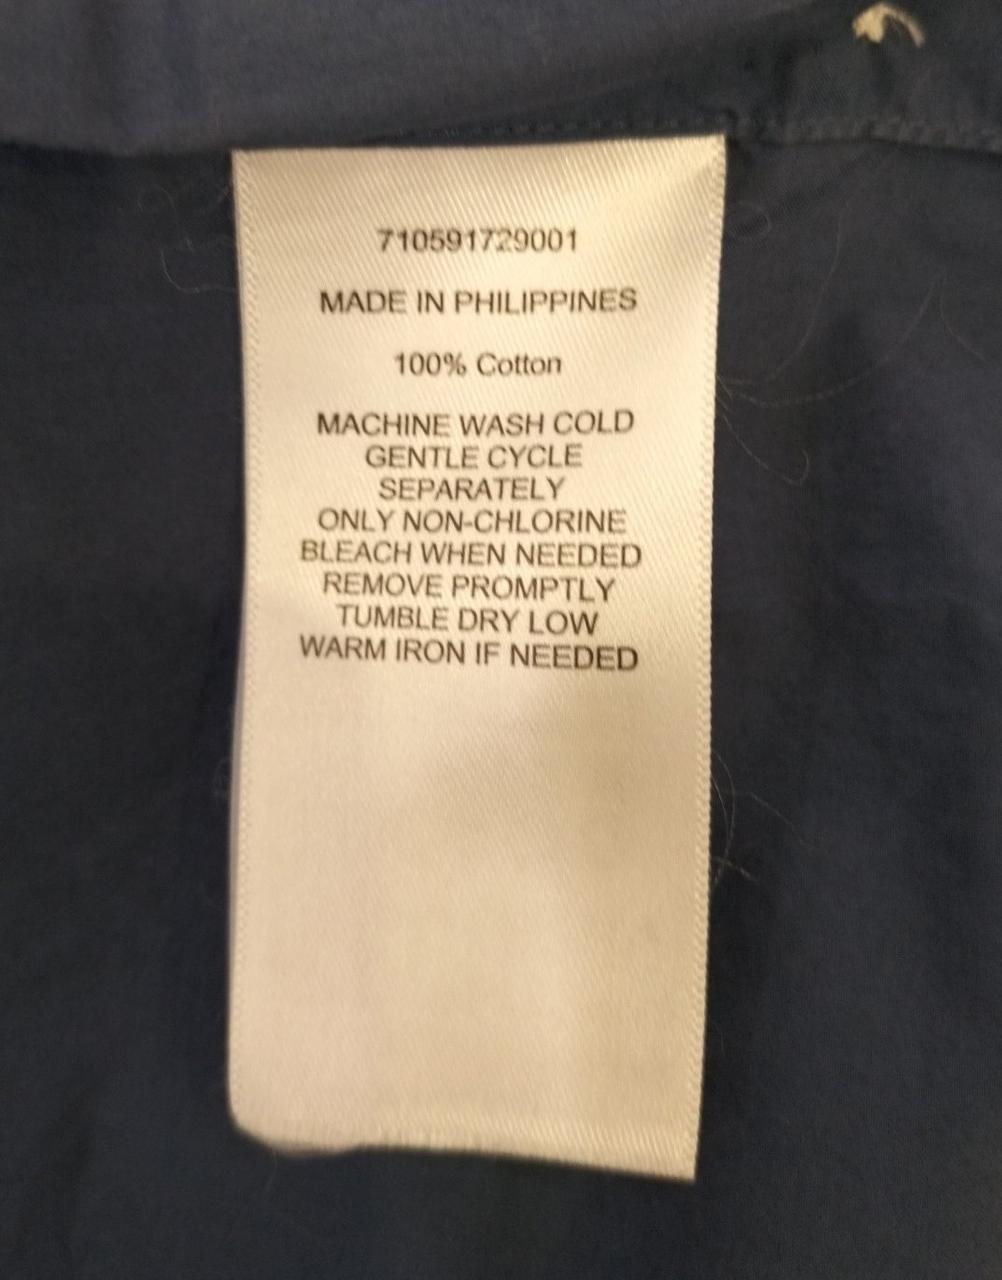 710591729001
MADE IN PHILIPPINES
100% Cotton
MACHINE WASH COLD
GENTLE CYCLE
SEPARATELY
ONLY NON-CHLORINE
BLEACH WHEN NEEDED
REMOVE PROMPTLY
TUMBLE DRY LOW
WARM IRON IF NEEDED